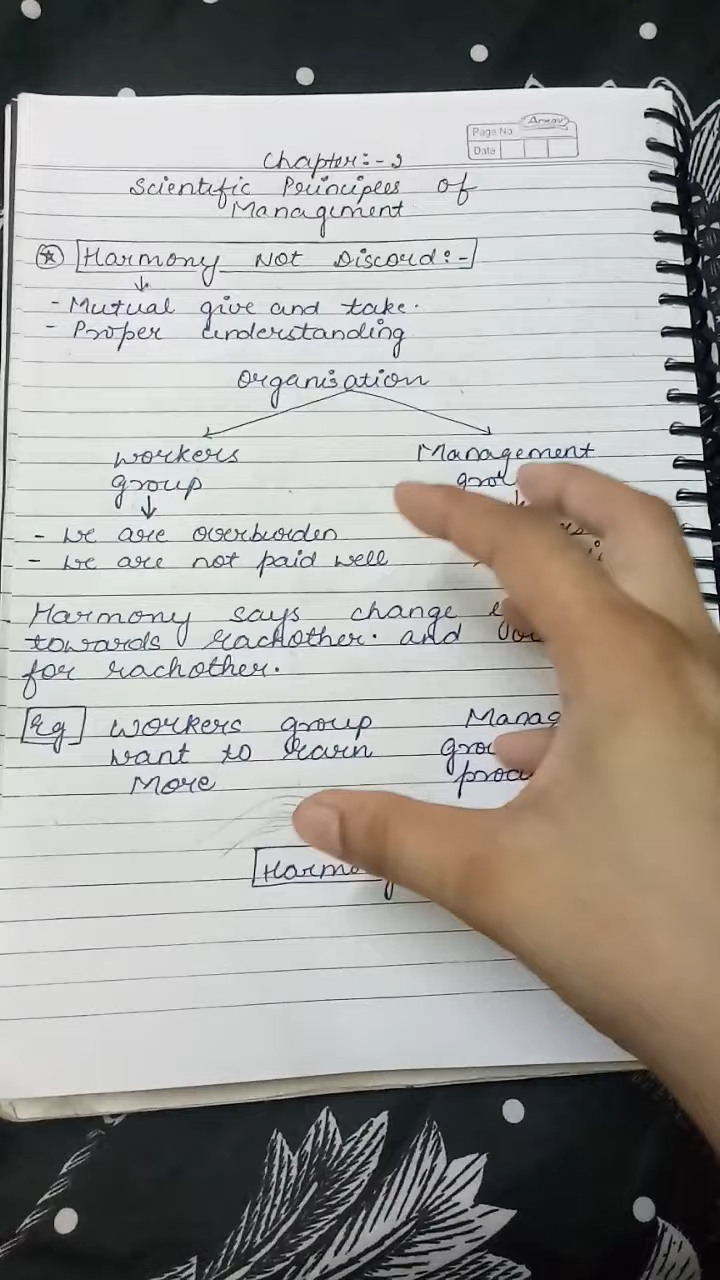 Page No.
Date
Chapter:- 2
Scientific Principles of
Management
Harmony Not Discord:-
- Mutual give and take.
- Proper understanding
Organisation
workers Management
group
- we are overburden
- we are not paid well
Harmony says change
towards eachother. and
for eachother.
Eg workers group
want to earn
More